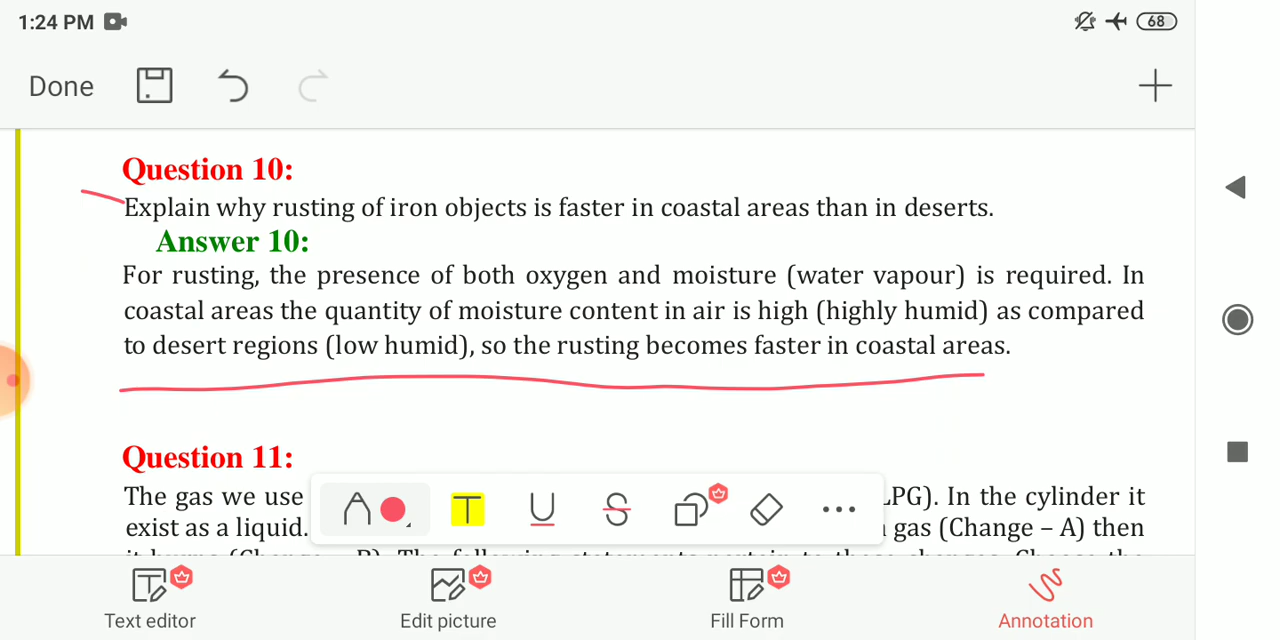 1:24 PM
68
Done
Question 10:
Explain why rusting of iron objects is faster in coastal areas than in deserts.
Answer 10:
For rusting, the presence of both oxygen and moisture (water vapour) is required. In
coastal areas the quantity of moisture content in air is high (highly humid) as compared
to desert regions (low humid), so the rusting becomes faster in coastal areas.
Question 11:
The gas we use LPG). In the cylinder it
exist as a liquid. gas (Change – A) then
T
U
S
Text editor
Edit picture
Fill Form
Annotation